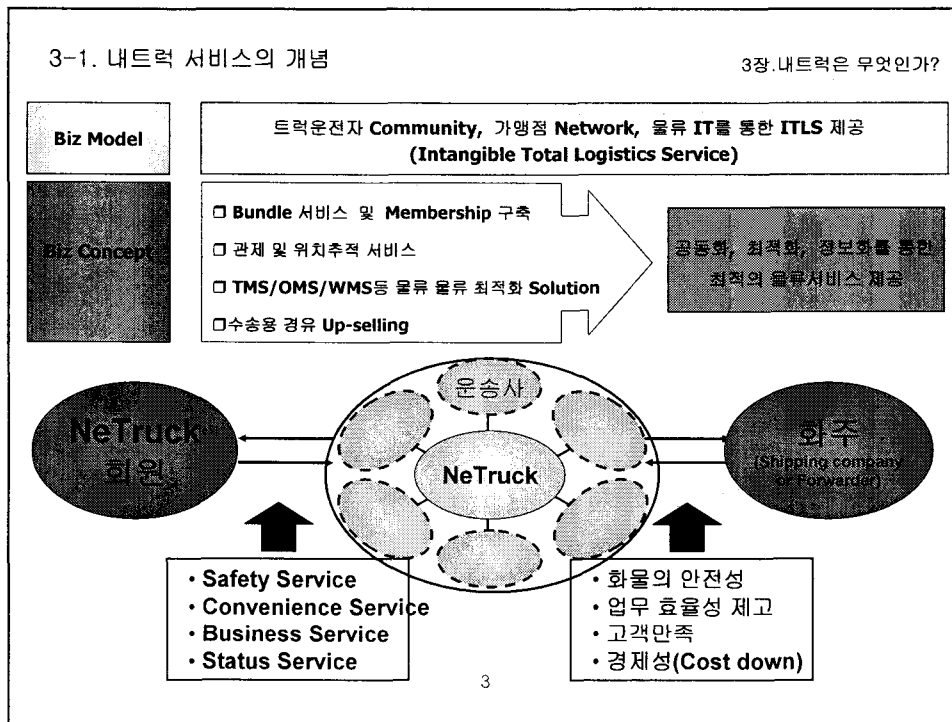 3-1. 내트럭 서비스의 개념
3장.내트럭은 무엇인가?
Biz Model
트럭운전자 Community, 가맹점 Network, 물류 IT를 통한 ITLS 제공
(Intangible Total Logistics Service)
Biz Concept
❐ Bundle 서비스 및 Membership 구축
❐ 관제 및 위치추적 서비스
❐ TMS/OMS/WMS등 물류 물류 최적화 Solution
❐수송용 경유 Up-selling
공동화, 최적화, 정보화를 통한
최적의 물류서비스 제공
운송사
NeTruck
회원
NeTruck
화주
(Shipping company
or Forwarder)
• Safety Service
• Convenience Service
• Business Service
• Status Service
• 화물의 안전성
• 업무 효율성 제고
• 고객만족
• 경제성(Cost down)
3